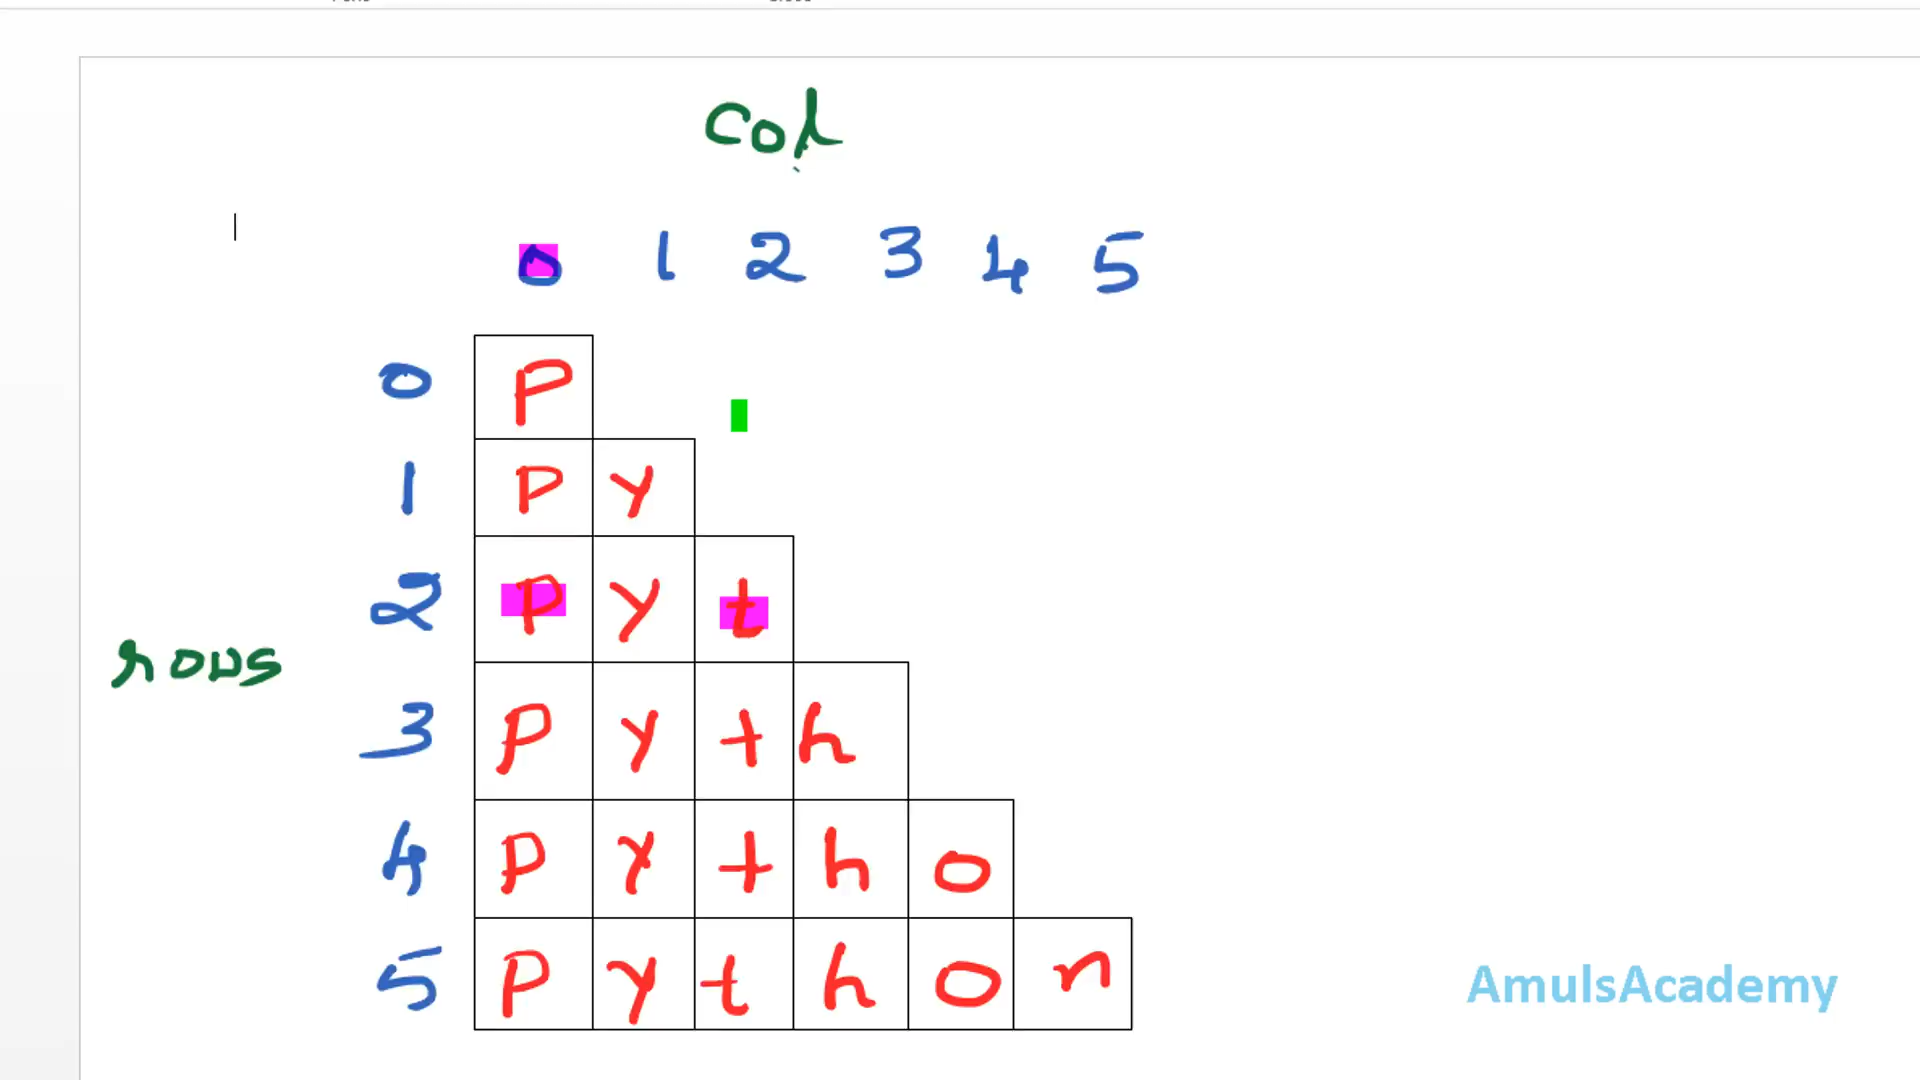 col
0 1 2 3 4 5
0 P
1 P y
2 P y t
rows
3 P y t h
4 P y t h o
5 P y t h o n
AmulsAcademy